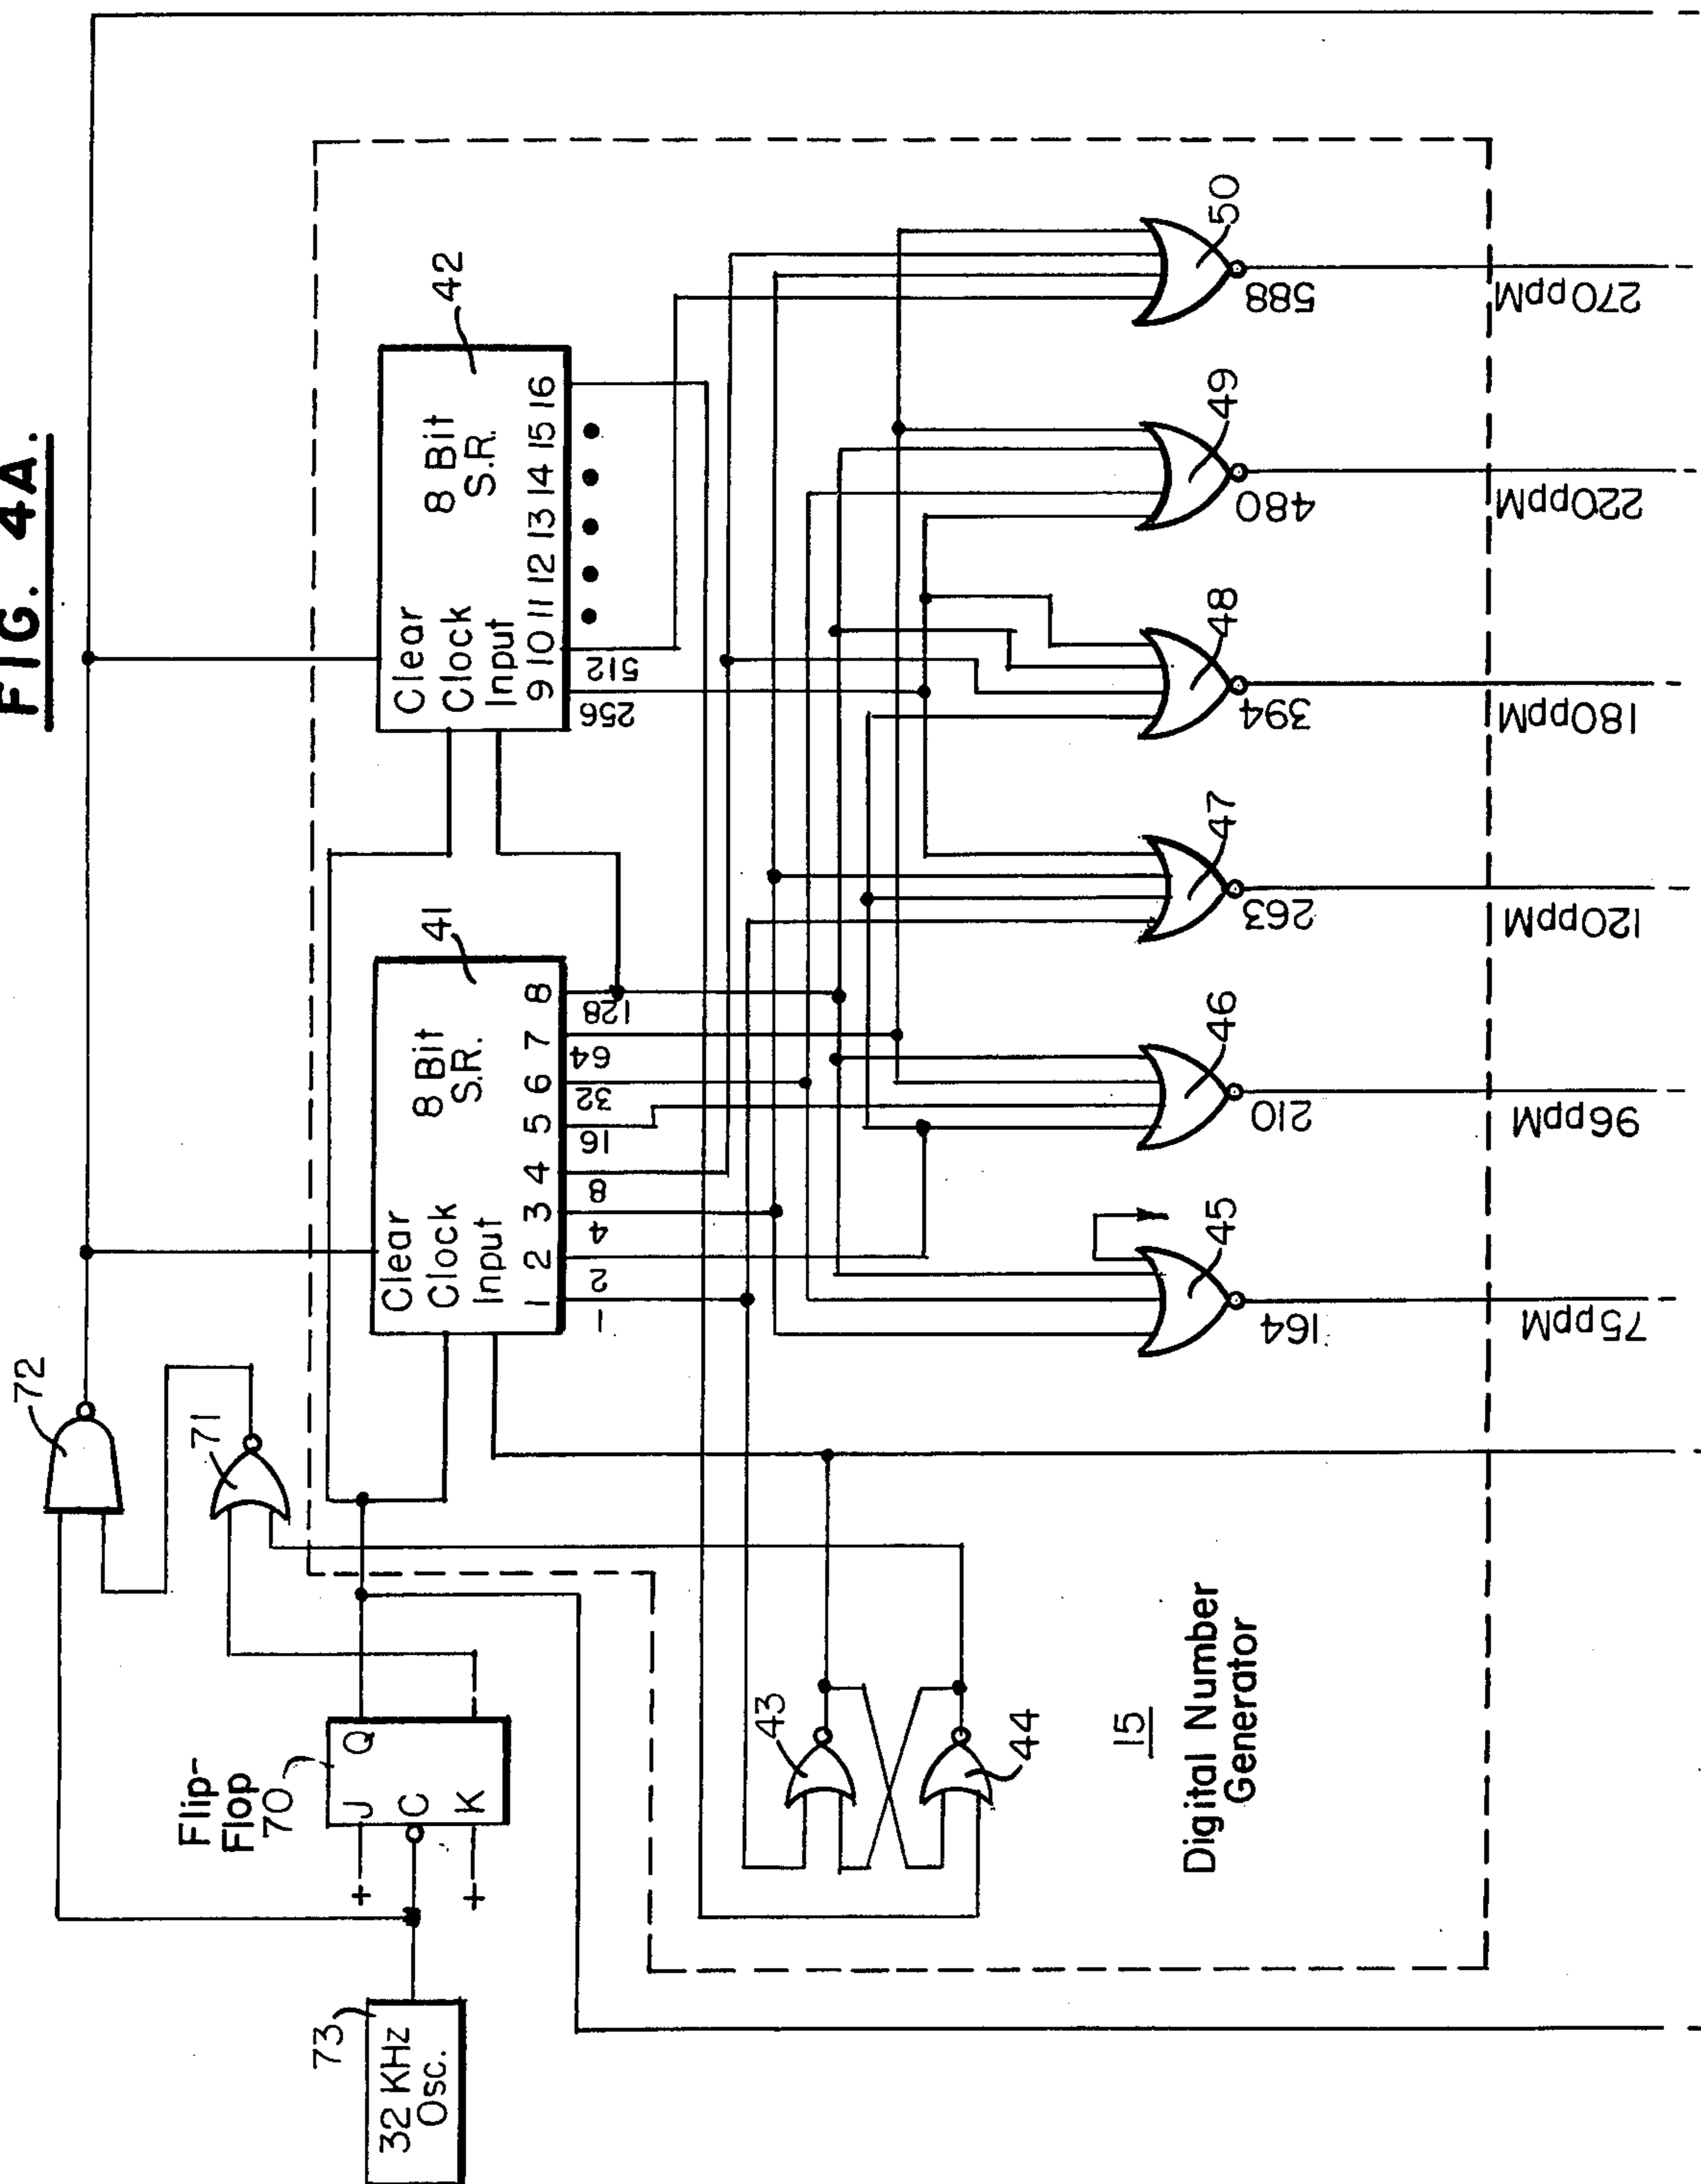 FIG. 4A.
72
71
73
32 KHz
Osc.
Flip-
Flop
70
J
C
K
Q
+
+
Clear
Clock
Input
8 Bit
S.R.
41
1 2 3 4 5 6 7 8
1 2 4 8 16 32 64 128
Clear
Clock
Input
8 Bit
S.R.
42
9 10 11 12 13 14 15 16
256 512
43
44
15
Digital Number
Generator
45
46
47
48
49
50
164
210
263
394
480
588
75ppM
96ppM
120ppM
180ppM
220ppM
270ppM